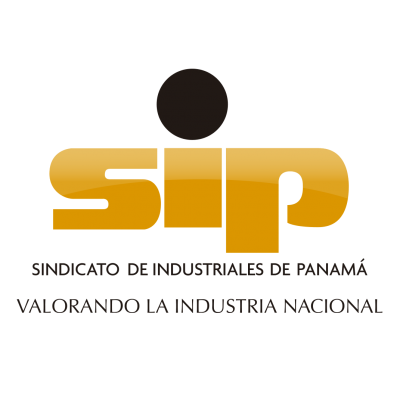 sip
SINDICATO DE INDUSTRIALES DE PANAMÁ
VALORANDO LA INDUSTRIA NACIONAL